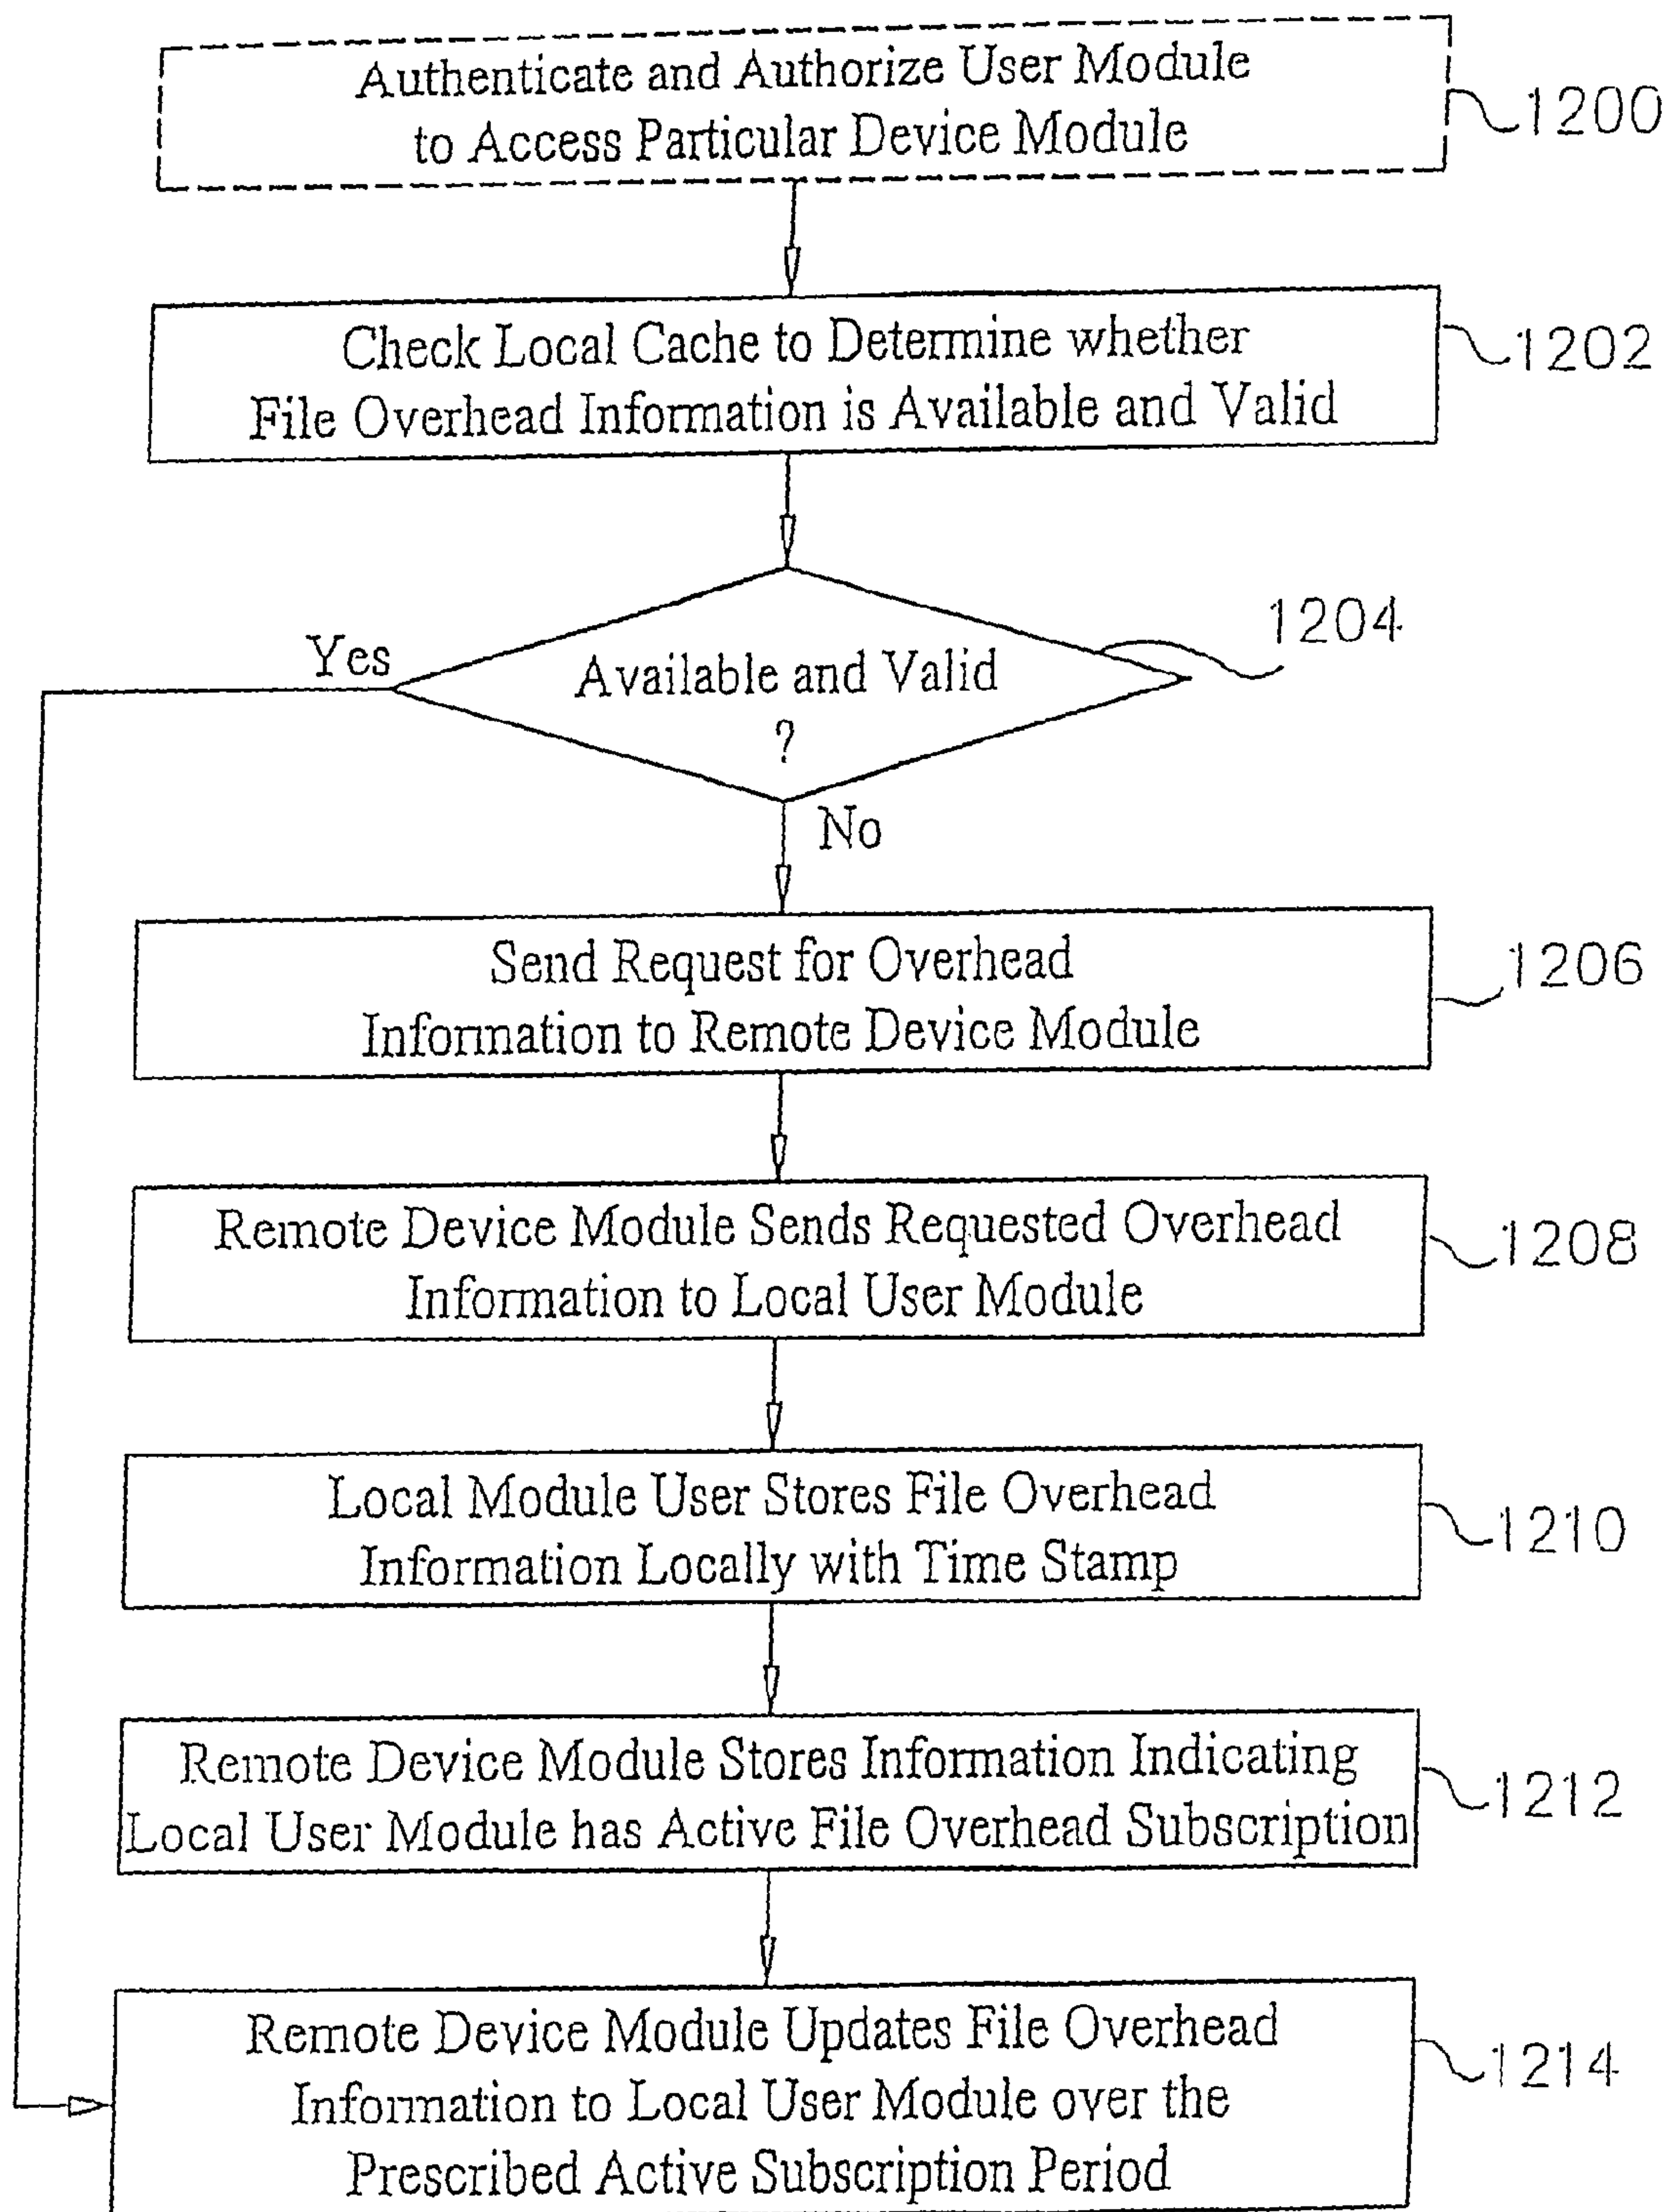 Authenticate and Authorize User Module
to Access Particular Device Module
1200
Check Local Cache to Determine whether
File Overhead Information is Available and Valid
1202
Available and Valid
?
1204
Yes
No
Send Request for Overhead
Information to Remote Device Module
1206
Remote Device Module Sends Requested Overhead
Information to Local User Module
1208
Local Module User Stores File Overhead
Information Locally with Time Stamp
1210
Remote Device Module Stores Information Indicating
Local User Module has Active File Overhead Subscription
1212
Remote Device Module Updates File Overhead
Information to Local User Module over the
Prescribed Active Subscription Period
1214